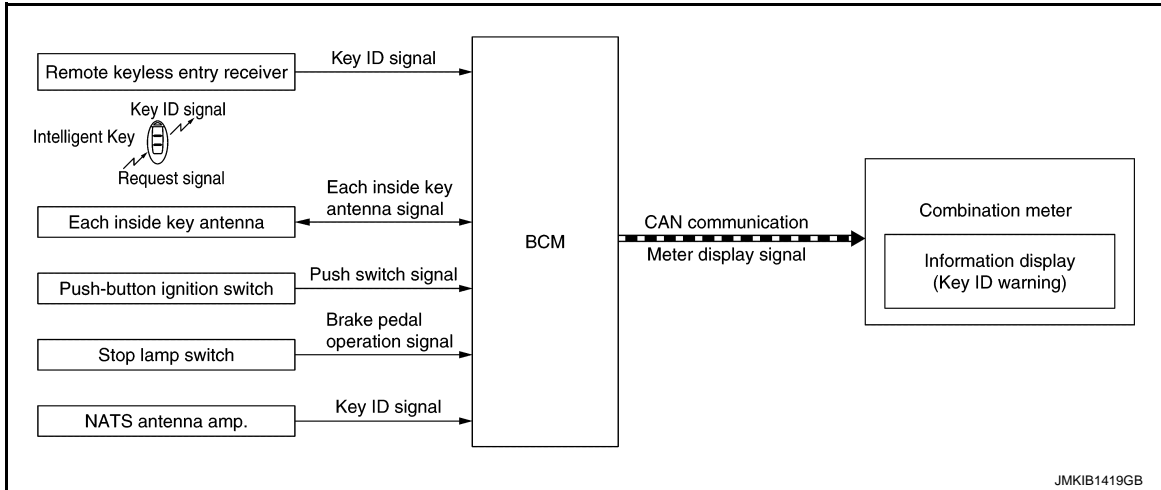 Remote keyless entry receiver
Key ID signal
Key ID signal
Intelligent Key
Request signal
Each inside key antenna
Each inside key
antenna signal
Push-button ignition switch
Push switch signal
Stop lamp switch
Brake pedal
operation signal
NATS antenna amp.
Key ID signal
BCM
CAN communication
Meter display signal
Combination meter
Information display
(Key ID warning)
JMKIB1419GB